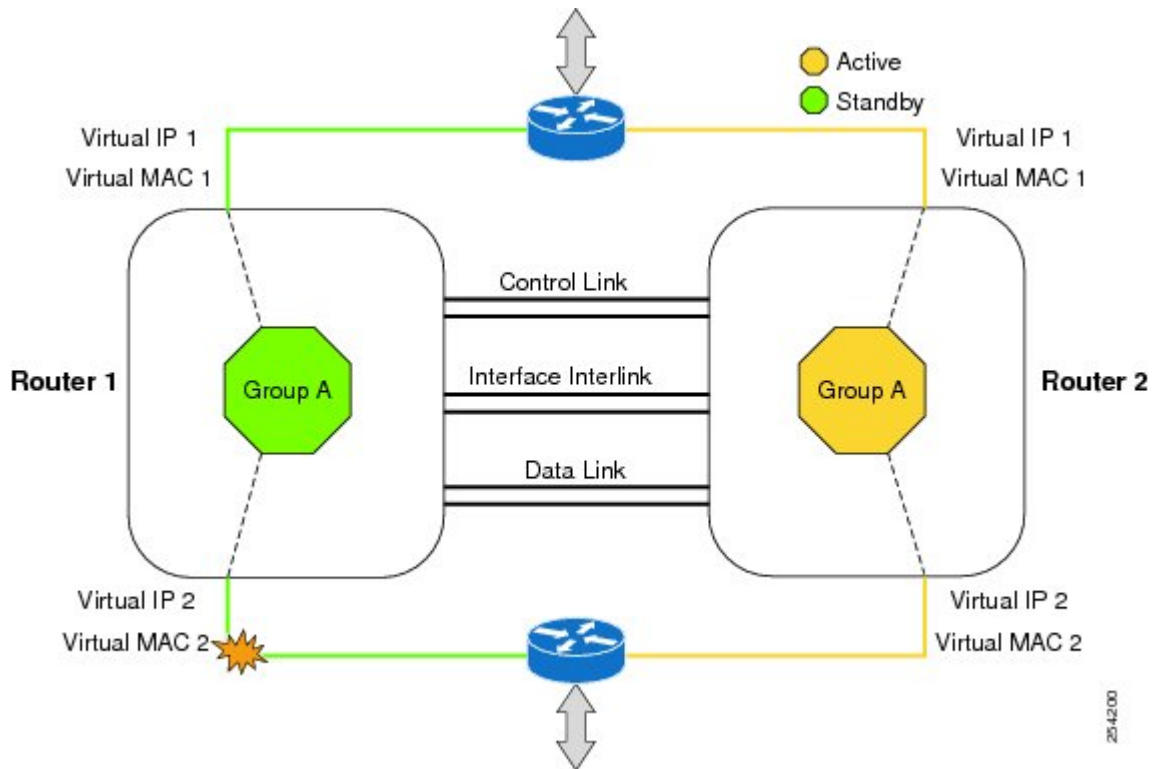 Active
Standby
Virtual IP 1
Virtual MAC 1
Virtual IP 1
Virtual MAC 1
Control Link
Router 1
Group A
Interface Interlink
Group A
Router 2
Data Link
Virtual IP 2
Virtual MAC 2
Virtual IP 2
Virtual MAC 2
254200